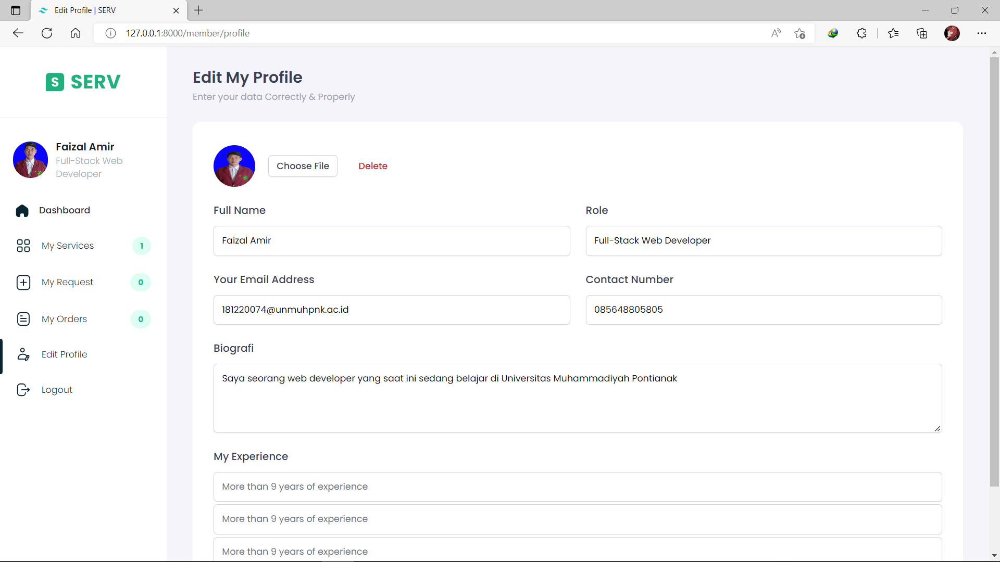 Edit Profile | SERV
127.0.0.1:8000/member/profile
S SERV
Faizal Amir
Full-Stack Web
Developer
Dashboard
My Services 1
My Request 0
My Orders 0
Edit Profile
Logout
Edit My Profile
Enter your data Correctly & Properly
Choose File Delete
Full Name
Faizal Amir
Role
Full-Stack Web Developer
Your Email Address
181220074@unmuhpnk.ac.id
Contact Number
085648805805
Biografi
Saya seorang web developer yang saat ini sedang belajar di Universitas Muhammadiyah Pontianak
My Experience
More than 9 years of experience
More than 9 years of experience
More than 9 years of experience